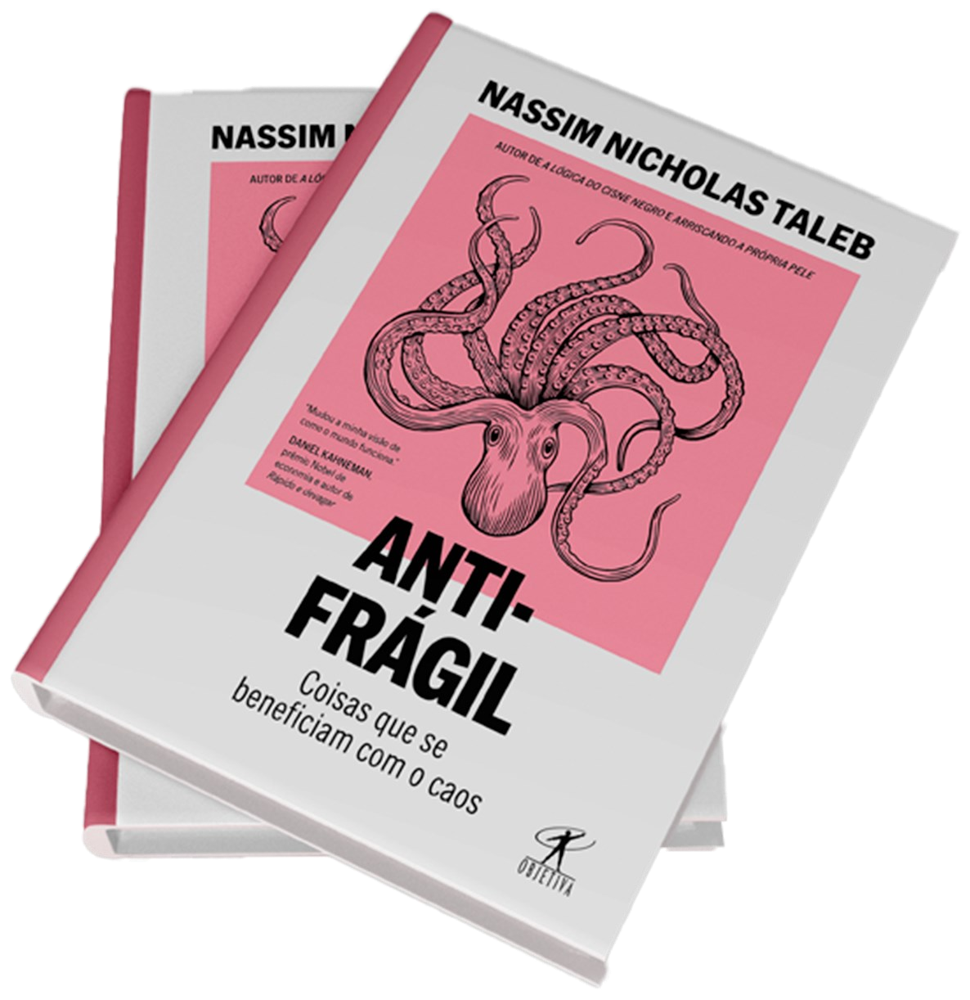 NASSIM NICHOLAS TALEB
AUTOR DE A LÓGICA DO CISNE NEGRO E ARRISCANDO A PRÓPRIA PELE
"Mudou a minha visão de
como o mundo funciona."
DANIEL KAHNEMAN,
prêmio Nobel de
economia e autor de
Rápido e devagar
ANTI-
FRÁGIL
Coisas que se
beneficiam com o caos
OBJETIVA
NASSIM N
AUTOR DE A LÓG